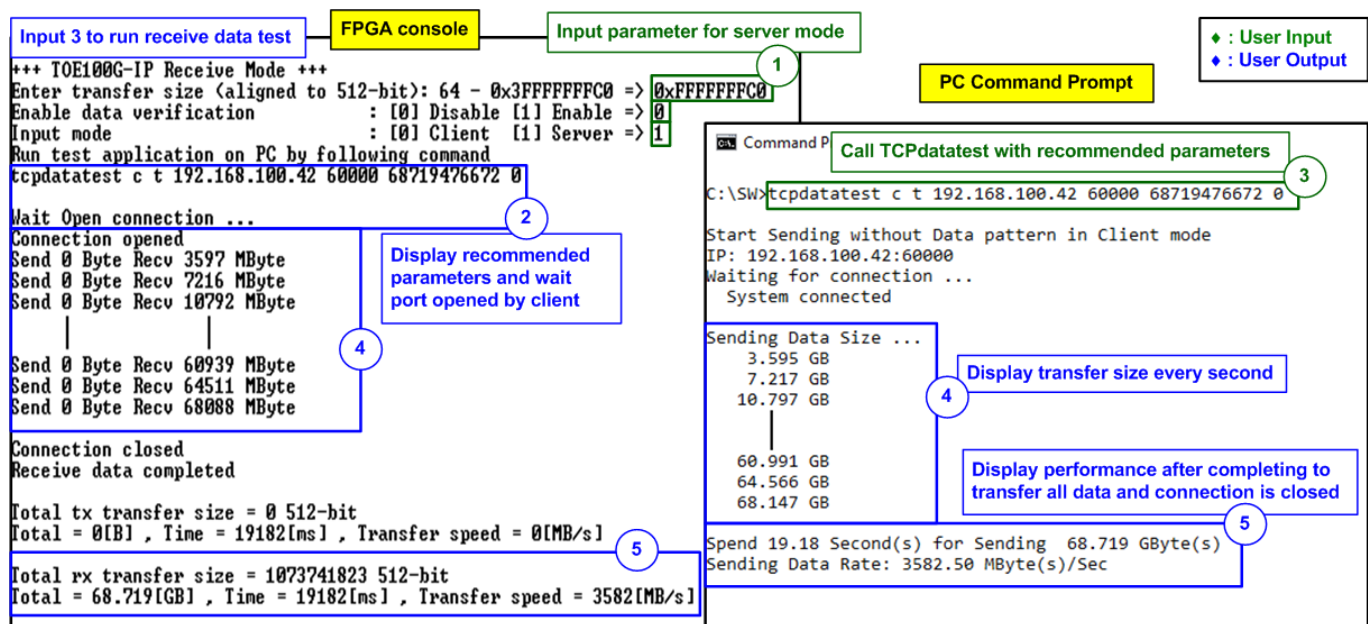 Input 3 to run receive data test
FPGA console
Input parameter for server mode
♦ : User Input
♦ : User Output
+++ TOE100G-IP Receive Mode +++
1
Enter transfer size (aligned to 512-bit): 64 - 0x3FFFFFFFC0 => 0xFFFFFFFC0
Enable data verification : [0] Disable [1] Enable => 0
Input mode : [0] Client [1] Server => 1
Run test application on PC by following command
tcpdatatest c t 192.168.100.42 60000 68719476672 0
Wait Open connection ...
2
Connection opened
Send 0 Byte Recv 3597 MByte
Send 0 Byte Recv 7216 MByte
Send 0 Byte Recv 10792 MByte
Display recommended
parameters and wait
port opened by client
4
Send 0 Byte Recv 60939 MByte
Send 0 Byte Recv 64511 MByte
Send 0 Byte Recv 68088 MByte
Connection closed
Receive data completed
Total tx transfer size = 0 512-bit
Total = 0[B] , Time = 19182[ms] , Transfer speed = 0[MB/s]
5
Total rx transfer size = 1073741823 512-bit
Total = 68.719[GB] , Time = 19182[ms] , Transfer speed = 3582[MB/s]
PC Command Prompt
Command P
Call TCPdatatest with recommended parameters
3
C:\SW>tcpdatatest c t 192.168.100.42 60000 68719476672 0
Start Sending without Data pattern in Client mode
IP: 192.168.100.42:60000
Waiting for connection ...
System connected
Sending Data Size ...
3.595 GB
7.217 GB
10.797 GB
4
Display transfer size every second
60.991 GB
64.566 GB
68.147 GB
Display performance after completing to
transfer all data and connection is closed
5
Spend 19.18 Second(s) for Sending 68.719 GByte(s)
Sending Data Rate: 3582.50 MByte(s)/Sec